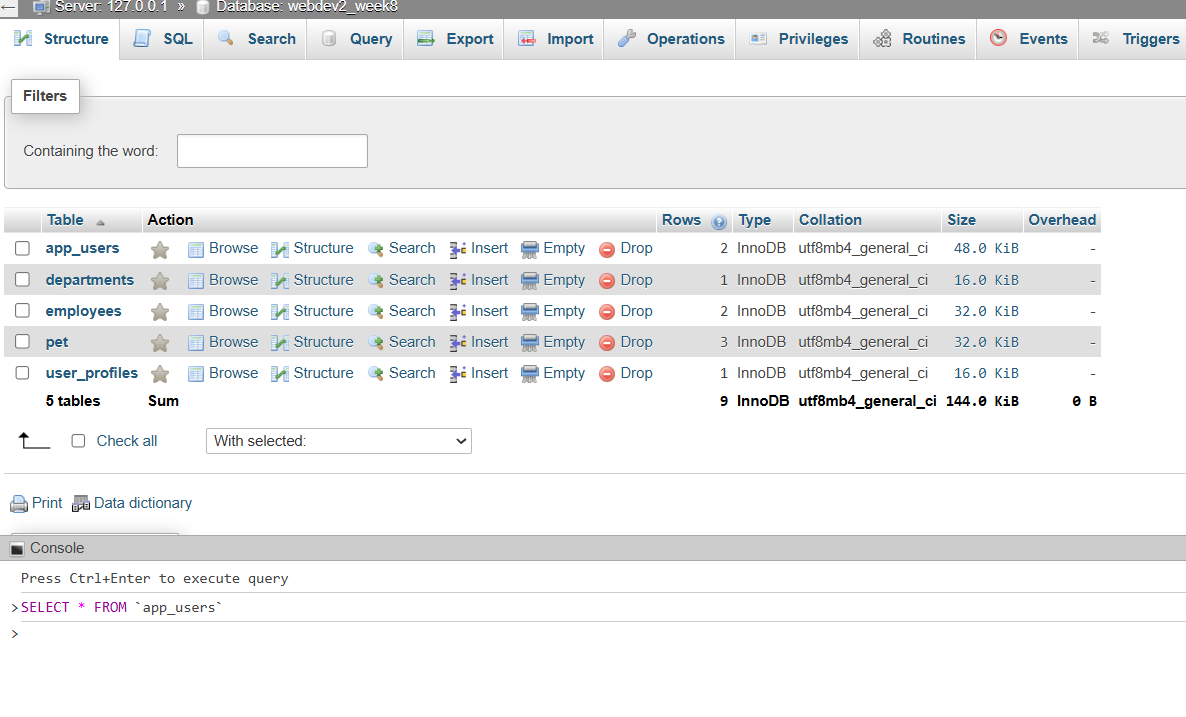 Server: 127.0.0.1 » Database: webdev2_week8
Structure SQL Search Query Export Import Operations Privileges Routines Events Triggers
Filters
Containing the word:
Table Action Rows Type Collation Size Overhead
app_users Browse Structure Search Insert Empty Drop 2 InnoDB utf8mb4_general_ci 48.0 KiB -
departments Browse Structure Search Insert Empty Drop 1 InnoDB utf8mb4_general_ci 16.0 KiB -
employees Browse Structure Search Insert Empty Drop 2 InnoDB utf8mb4_general_ci 32.0 KiB -
pet Browse Structure Search Insert Empty Drop 3 InnoDB utf8mb4_general_ci 32.0 KiB -
user_profiles Browse Structure Search Insert Empty Drop 1 InnoDB utf8mb4_general_ci 16.0 KiB -
5 tables Sum 9 InnoDB utf8mb4_general_ci 144.0 KiB 0 B
Check all With selected:
Print Data dictionary
Console
Press Ctrl+Enter to execute query
>SELECT * FROM `app_users`
>